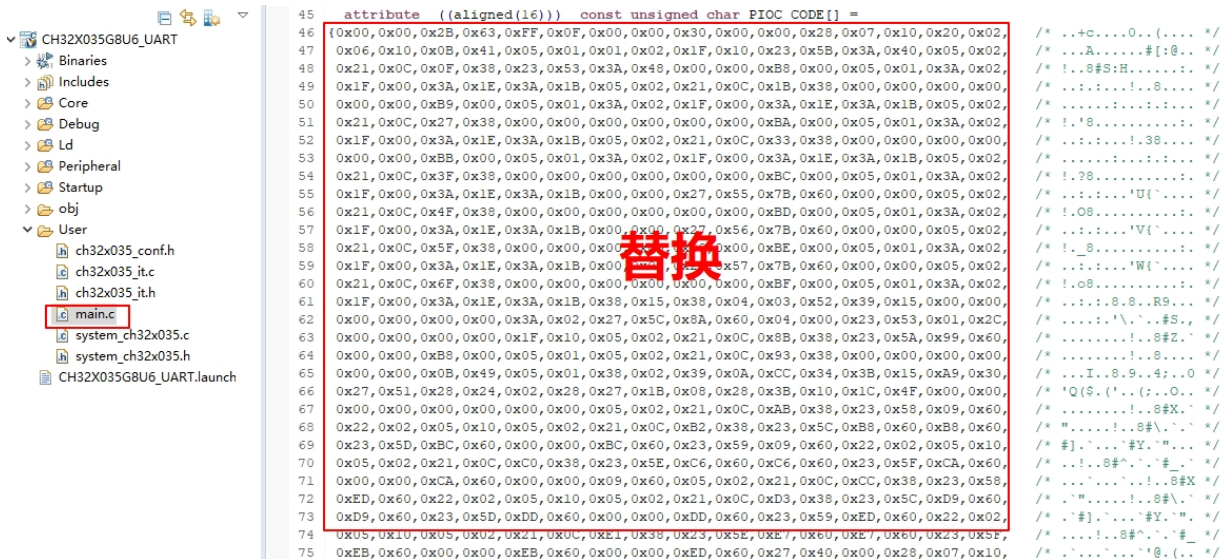 CH32X035G8U6_UART
Binaries
Includes
Core
Debug
Ld
Peripheral
Startup
obj
User
ch32x035_conf.h
ch32x035_it.c
ch32x035_it.h
main.c
system_ch32x035.c
system_ch32x035.h
CH32X035G8U6_UART.launch
45 __attribute__((aligned(16))) const unsigned char PIOC_CODE[] =
46 {0x00,0x00,0x2B,0x63,0xFF,0x0F,0x00,0x00,0x30,0x00,0x00,0x28,0x07,0x10,0x20,0x02, /* ..+c....0..(.... */
47 0x06,0x10,0x0B,0x41,0x05,0x01,0x01,0x02,0x1F,0x10,0x23,0x5B,0x3A,0x40,0x05,0x02, /* ...A......#[:@.. */
48 0x21,0x0C,0x0F,0x38,0x23,0x53,0x3A,0x48,0x00,0x00,0xB8,0x00,0x05,0x01,0x3A,0x02, /* !..8#S:H......:. */
49 0x1F,0x00,0x3A,0x1E,0x3A,0x1B,0x05,0x02,0x21,0x0C,0x1B,0x38,0x00,0x00,0x00,0x00, /* ..:.:...!..8.... */
50 0x00,0x00,0xB9,0x00,0x05,0x01,0x3A,0x02,0x1F,0x00,0x3A,0x1E,0x3A,0x1B,0x05,0x02, /* ......:...:.:... */
51 0x21,0x0C,0x27,0x38,0x00,0x00,0x00,0x00,0x00,0x00,0xBA,0x00,0x05,0x01,0x3A,0x02, /* !.'8..........:. */
52 0x1F,0x00,0x3A,0x1E,0x3A,0x1B,0x05,0x02,0x21,0x0C,0x33,0x38,0x00,0x00,0x00,0x00, /* ..:.:...!.38.... */
53 0x00,0x00,0xBB,0x00,0x05,0x01,0x3A,0x02,0x1F,0x00,0x3A,0x1E,0x3A,0x1B,0x05,0x02, /* ......:...:.:... */
54 0x21,0x0C,0x3F,0x38,0x00,0x00,0x00,0x00,0x00,0x00,0xBC,0x00,0x05,0x01,0x3A,0x02, /* !.?8..........:. */
55 0x1F,0x00,0x3A,0x1E,0x3A,0x1B,0x00,0x00,0x27,0x55,0x7B,0x60,0x00,0x00,0x05,0x02, /* ..:.:...'U{`.... */
56 0x21,0x0C,0x4F,0x38,0x00,0x00,0x00,0x00,0x00,0x00,0xBD,0x00,0x05,0x01,0x3A,0x02, /* !.O8..........:. */
57 0x1F,0x00,0x3A,0x1E,0x3A,0x1B,0x00,0x00,0x27,0x56,0x7B,0x60,0x00,0x00,0x05,0x02, /* ..:.:...'V{`.... */
替换
58 0x21,0x0C,0x5F,0x38,0x00,0x00,0x00,0xBE,0x00,0x05,0x01,0x3A,0x02, /* !_8..........:. */
59 0x1F,0x00,0x3A,0x1E,0x3A,0x1B,0x57,0x7B,0x60,0x00,0x00,0x05,0x02, /* ..:.:...'W{`.... */
60 0x21,0x0C,0x6F,0x38,0x00,0x00,0x00,0x00,0x00,0x00,0xBF,0x00,0x05,0x01,0x3A,0x02, /* !.o8..........:. */
61 0x1F,0x00,0x3A,0x1E,0x3A,0x1B,0x38,0x15,0x38,0x04,0x03,0x52,0x39,0x15,0x00,0x00, /* ..:.:.8.8..R9... */
62 0x00,0x00,0x00,0x00,0x3A,0x02,0x27,0x5C,0x8A,0x60,0x04,0x00,0x23,0x53,0x01,0x2C, /* ....:.'\.`..#S., */
63 0x00,0x00,0x00,0x00,0x1F,0x10,0x05,0x02,0x21,0x0C,0x8B,0x38,0x23,0x5A,0x99,0x60, /* ........!..8#Z.` */
64 0x00,0x00,0xB8,0x00,0x05,0x01,0x05,0x02,0x21,0x0C,0x93,0x38,0x00,0x00,0x00,0x00, /* ........!..8.... */
65 0x00,0x00,0x0B,0x49,0x05,0x01,0x38,0x02,0x39,0x0A,0xCC,0x34,0x3B,0x15,0xA9,0x30, /* ...I..8.9..4;..0 */
66 0x27,0x51,0x28,0x24,0x02,0x28,0x27,0x1B,0x08,0x28,0x3B,0x10,0x1C,0x4F,0x00,0x00, /* 'Q($.('..(;..O.. */
67 0x00,0x00,0x00,0x00,0x00,0x00,0x05,0x02,0x21,0x0C,0xAB,0x38,0x23,0x58,0x09,0x60, /* ........!..8#X.` */
68 0x22,0x02,0x05,0x10,0x05,0x02,0x21,0x0C,0xB2,0x38,0x23,0x5C,0xB8,0x60,0xB8,0x60, /* ".....!..8#\.`.` */
69 0x23,0x5D,0xBC,0x60,0x00,0x00,0xBC,0x60,0x23,0x59,0x09,0x60,0x22,0x02,0x05,0x10, /* #].`...`#Y.`"... */
70 0x05,0x02,0x21,0x0C,0xC0,0x38,0x23,0x5E,0xC6,0x60,0xC6,0x60,0x23,0x5F,0xCA,0x60, /* ..!..8#^.`.`#_.` */
71 0x00,0x00,0xCA,0x60,0x00,0x00,0x09,0x60,0x05,0x02,0x21,0x0C,0xCC,0x38,0x23,0x58, /* ...`...`..!..8#X */
72 0xED,0x60,0x22,0x02,0x05,0x10,0x05,0x02,0x21,0x0C,0xD3,0x38,0x23,0x5C,0xD9,0x60, /* .`".....!..8#\.` */
73 0xD9,0x60,0x23,0x5D,0xDD,0x60,0x00,0x00,0xDD,0x60,0x23,0x59,0xED,0x60,0x22,0x02, /* .`#].`...`#Y.`". */
74 0x05,0x10,0x05,0x02,0x21,0x0C,0xE1,0x38,0x23,0x5E,0xE7,0x60,0xE7,0x60,0x23,0x5F, /* ....!..8#^.`.`#_ */
75 0xEB,0x60,0x00,0x00,0xEB,0x60,0x00,0x00,0xED,0x60,0x27,0x40,0x00,0x28,0x07,0x10,